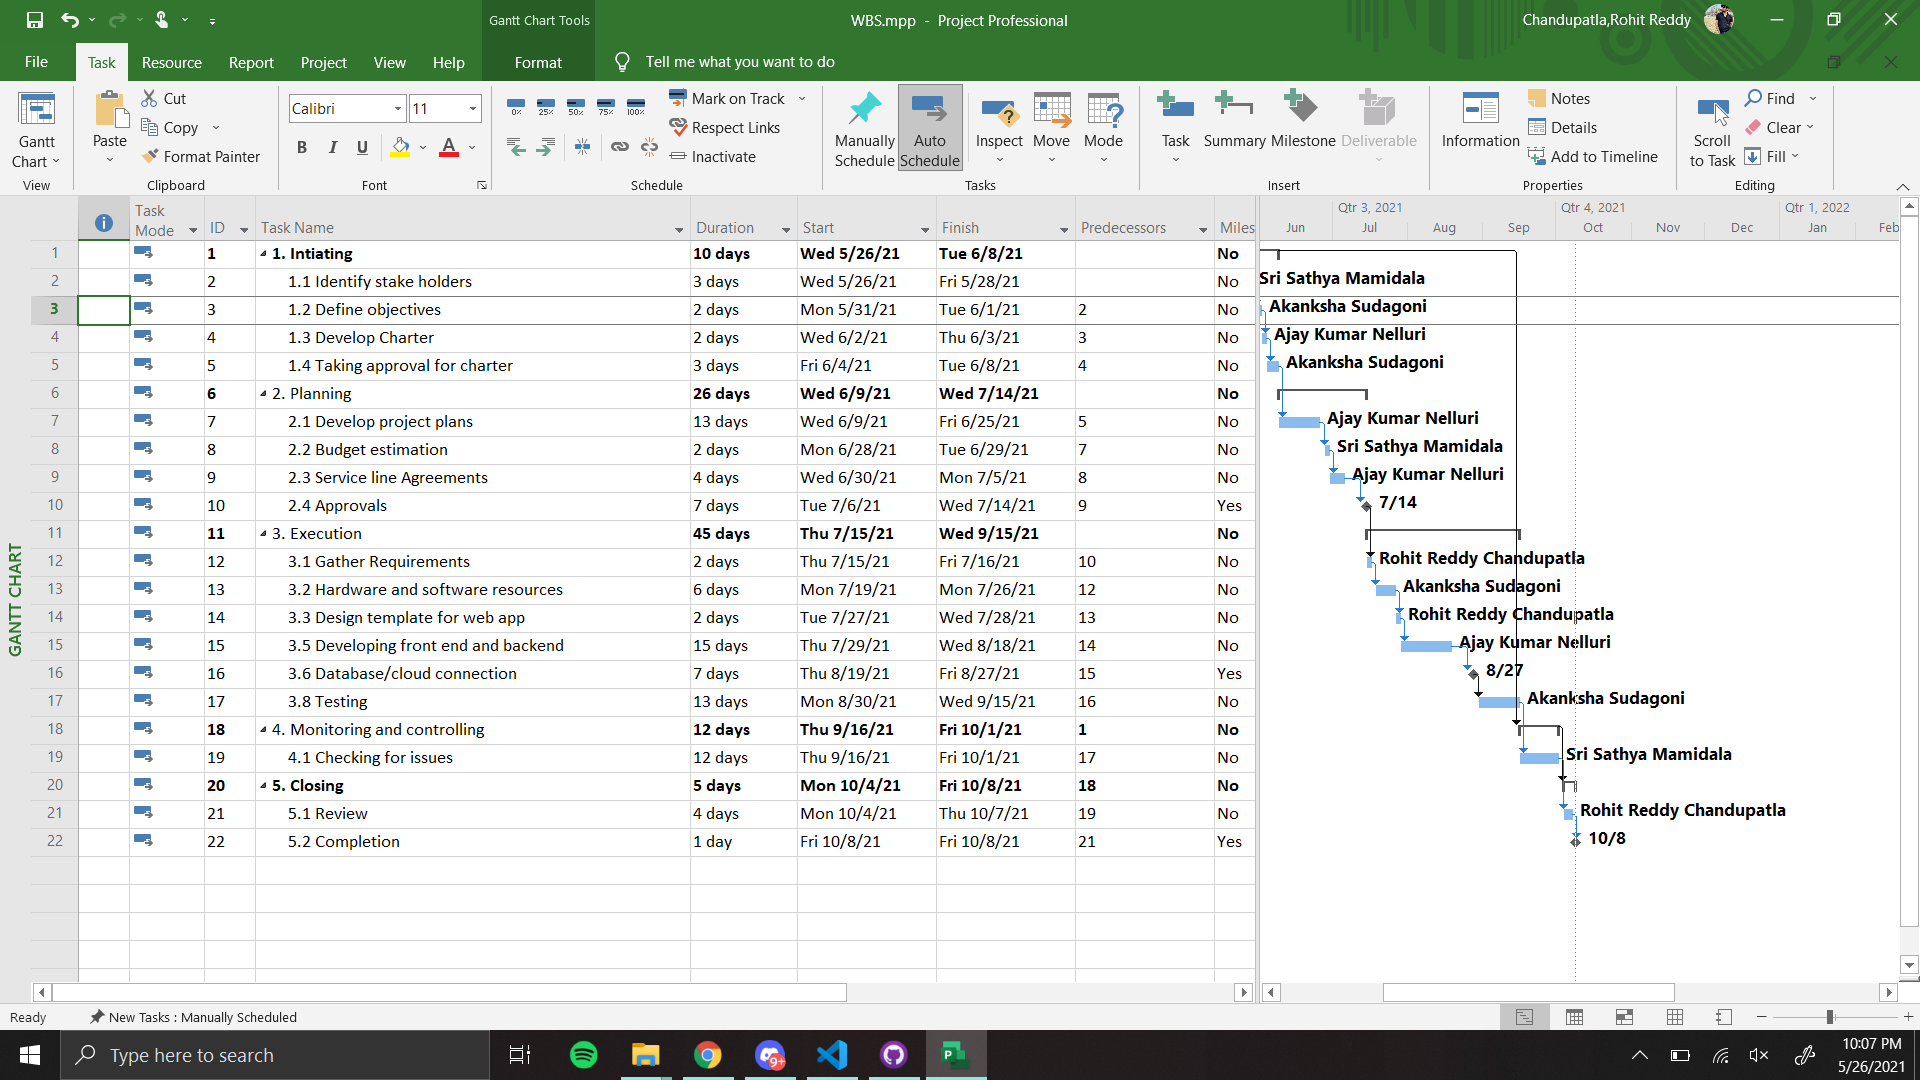 Gantt Chart Tools
WBS.mpp - Project Professional
Chandupatla,Rohit Reddy
File Task Resource Report Project View Help Format Tell me what you want to do
Gantt Chart
View
Paste
Cut
Copy
Format Painter
Clipboard
Calibri 11
B I U A
Font
0% 25% 50% 75% 100%
Mark on Track
Respect Links
Inactivate
Schedule
Manually Schedule
Auto Schedule
Inspect Move Mode
Tasks
Task Summary Milestone Deliverable
Insert
Information
Notes
Details
Add to Timeline
Properties
Scroll to Task
Find
Clear
Fill
Editing
GANTT CHART
Task Mode ID Task Name Duration Start Finish Predecessors Miles
1 1 1. Intiating 10 days Wed 5/26/21 Tue 6/8/21 No
2 2 1.1 Identify stake holders 3 days Wed 5/26/21 Fri 5/28/21 No
3 3 1.2 Define objectives 2 days Mon 5/31/21 Tue 6/1/21 2 No
4 4 1.3 Develop Charter 2 days Wed 6/2/21 Thu 6/3/21 3 No
5 5 1.4 Taking approval for charter 3 days Fri 6/4/21 Tue 6/8/21 4 No
6 6 2. Planning 26 days Wed 6/9/21 Wed 7/14/21 No
7 7 2.1 Develop project plans 13 days Wed 6/9/21 Fri 6/25/21 5 No
8 8 2.2 Budget estimation 2 days Mon 6/28/21 Tue 6/29/21 7 No
9 9 2.3 Service line Agreements 4 days Wed 6/30/21 Mon 7/5/21 8 No
10 10 2.4 Approvals 7 days Tue 7/6/21 Wed 7/14/21 9 Yes
11 11 3. Execution 45 days Thu 7/15/21 Wed 9/15/21 No
12 12 3.1 Gather Requirements 2 days Thu 7/15/21 Fri 7/16/21 10 No
13 13 3.2 Hardware and software resources 6 days Mon 7/19/21 Mon 7/26/21 12 No
14 14 3.3 Design template for web app 2 days Tue 7/27/21 Wed 7/28/21 13 No
15 15 3.5 Developing front end and backend 15 days Thu 7/29/21 Wed 8/18/21 14 No
16 16 3.6 Database/cloud connection 7 days Thu 8/19/21 Fri 8/27/21 15 Yes
17 17 3.8 Testing 13 days Mon 8/30/21 Wed 9/15/21 16 No
18 18 4. Monitoring and controlling 12 days Thu 9/16/21 Fri 10/1/21 1 No
19 19 4.1 Checking for issues 12 days Thu 9/16/21 Fri 10/1/21 17 No
20 20 5. Closing 5 days Mon 10/4/21 Fri 10/8/21 18 No
21 21 5.1 Review 4 days Mon 10/4/21 Thu 10/7/21 19 No
22 22 5.2 Completion 1 day Fri 10/8/21 Fri 10/8/21 21 Yes
Qtr 3, 2021 Qtr 4, 2021 Qtr 1, 2022
Jun Jul Aug Sep Oct Nov Dec Jan Feb
Sri Sathya Mamidala
Akanksha Sudagoni
Ajay Kumar Nelluri
Akanksha Sudagoni
Ajay Kumar Nelluri
Sri Sathya Mamidala
Ajay Kumar Nelluri
7/14
Rohit Reddy Chandupatla
Akanksha Sudagoni
Rohit Reddy Chandupatla
Ajay Kumar Nelluri
8/27
Akanksha Sudagoni
Sri Sathya Mamidala
Rohit Reddy Chandupatla
10/8
Ready New Tasks : Manually Scheduled
Type here to search
9+
10:07 PM
5/26/2021